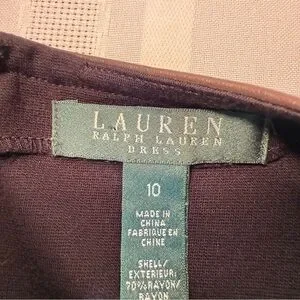 LAUREN
RALPH LAUREN
DRESS
10
MADE IN
CHINA
FABRIQUE EN
CHINE
SHELL/
EXTERIEUR:
70%RAYON/
RAYON